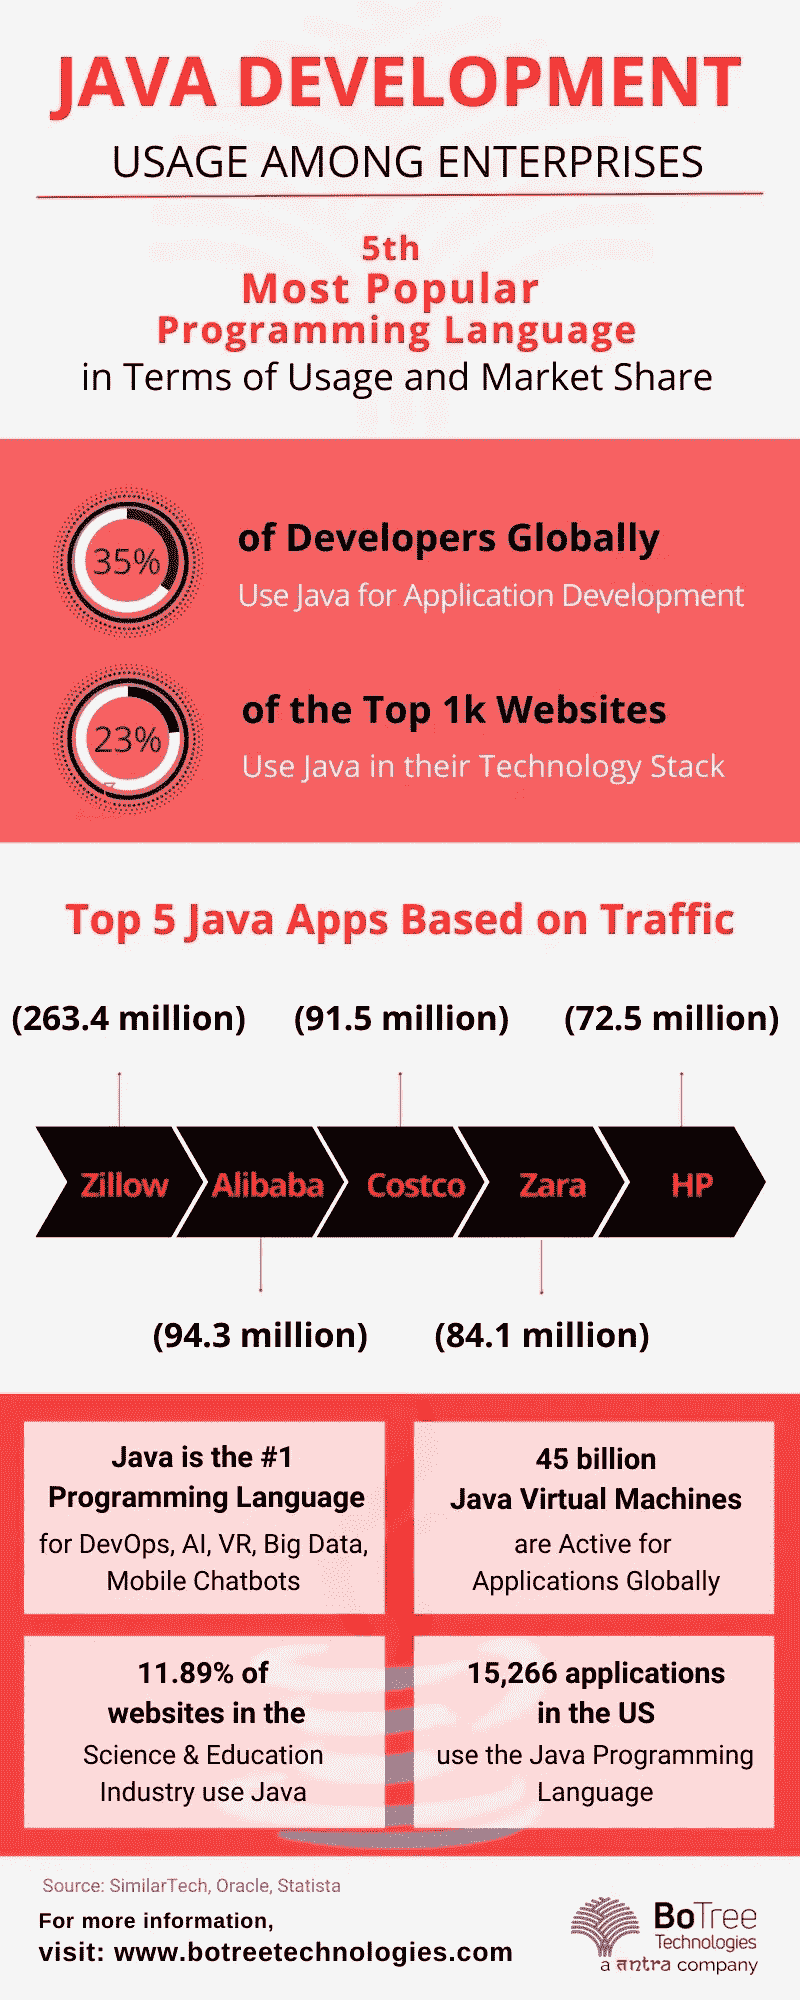 JAVA DEVELOPMENT
USAGE AMONG ENTERPRISES
5th
Most Popular
Programming Language
in Terms of Usage and Market Share
35%
of Developers Globally
Use Java for Application Development
23%
of the Top 1k Websites
Use Java in their Technology Stack
Top 5 Java Apps Based on Traffic
(263.4 million) (91.5 million) (72.5 million)
Zillow Alibaba Costco Zara HP
(94.3 million) (84.1 million)
Java is the #1
Programming Language
for DevOps, AI, VR, Big Data,
Mobile Chatbots
45 billion
Java Virtual Machines
are Active for
Applications Globally
11.89% of
websites in the
Science & Education
Industry use Java
15,266 applications
in the US
use the Java Programming
Language
Source: SimilarTech, Oracle, Statista
For more information,
visit: www.botreetechnologies.com
BoTree
Technologies
a antra company